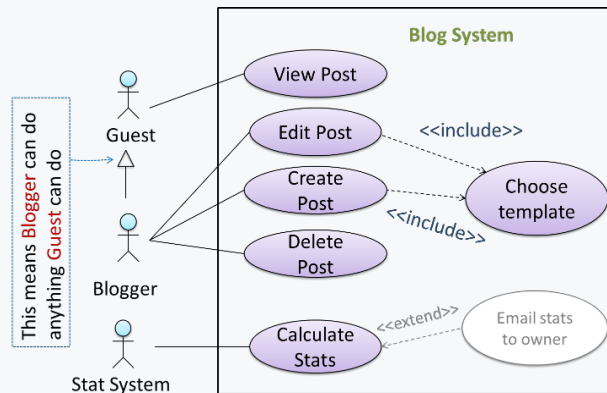 Blog System
View Post
Guest
Edit Post
<<include>>
Create
Post
Choose
template
<<include>>
Delete
Post
Blogger
This means Blogger can do
anything Guest can do
Calculate
Stats
<<extend>>
Email stats
to owner
Stat System